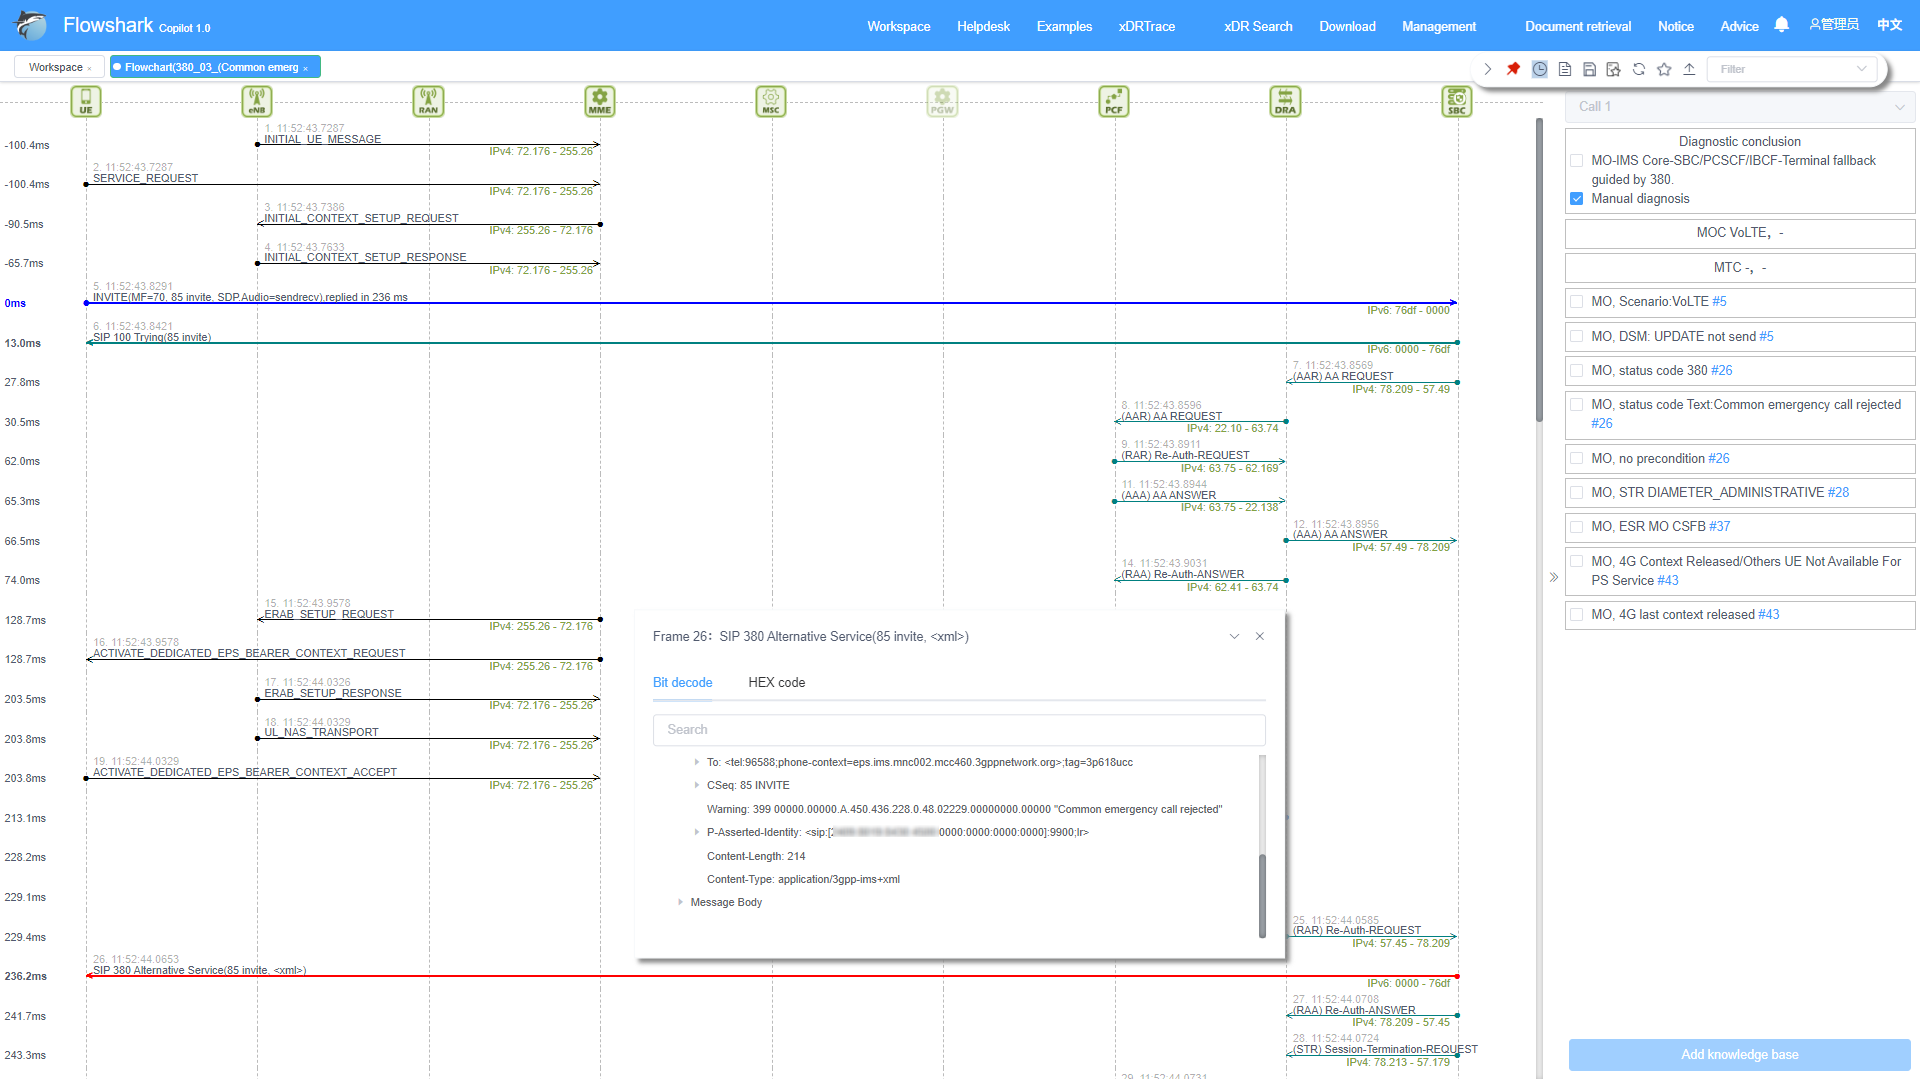 Flowshark Copilot 1.0
Workspace Helpdesk Examples xDRTrace xDR Search Download Management Document retrieval Notice Advice 管理员 中文
Workspace ×
Flowchart(380_03_(Common emerg ×
Filter
UE eNB RAN MME MSC PGW PCF DRA SBC
1. 11:52:43.7287
INITIAL_UE_MESSAGE
-100.4ms
IPv4: 72.176 - 255.26
2. 11:52:43.7287
SERVICE_REQUEST
-100.4ms
IPv4: 72.176 - 255.26
3. 11:52:43.7386
INITIAL_CONTEXT_SETUP_REQUEST
-90.5ms
IPv4: 255.26 - 72.176
4. 11:52:43.7633
INITIAL_CONTEXT_SETUP_RESPONSE
-65.7ms
IPv4: 72.176 - 255.26
5. 11:52:43.8291
INVITE(MF=70, 85 invite, SDP.Audio=sendrecv),replied in 236 ms
0ms
IPv6: 76df - 0000
6. 11:52:43.8421
SIP 100 Trying(85 invite)
13.0ms
IPv6: 0000 - 76df
7. 11:52:43.8569
(AAR) AA REQUEST
27.8ms
IPv4: 78.209 - 57.49
8. 11:52:43.8596
(AAR) AA REQUEST
30.5ms
IPv4: 22.10 - 63.74
9. 11:52:43.8911
(RAR) Re-Auth-REQUEST
62.0ms
IPv4: 63.75 - 62.169
11. 11:52:43.8944
(AAA) AA ANSWER
65.3ms
IPv4: 63.75 - 22.138
12. 11:52:43.8956
(AAA) AA ANSWER
66.5ms
IPv4: 57.49 - 78.209
14. 11:52:43.9031
(RAA) Re-Auth-ANSWER
74.0ms
IPv4: 62.41 - 63.74
15. 11:52:43.9578
ERAB_SETUP_REQUEST
128.7ms
IPv4: 255.26 - 72.176
16. 11:52:43.9578
ACTIVATE_DEDICATED_EPS_BEARER_CONTEXT_REQUEST
128.7ms
IPv4: 255.26 - 72.176
17. 11:52:44.0326
ERAB_SETUP_RESPONSE
203.5ms
IPv4: 72.176 - 255.26
18. 11:52:44.0329
UL_NAS_TRANSPORT
203.8ms
IPv4: 72.176 - 255.26
19. 11:52:44.0329
ACTIVATE_DEDICATED_EPS_BEARER_CONTEXT_ACCEPT
203.8ms
IPv4: 72.176 - 255.26
213.1ms
228.2ms
229.1ms
25. 11:52:44.0585
(RAR) Re-Auth-REQUEST
229.4ms
IPv4: 57.45 - 78.209
26. 11:52:44.0653
SIP 380 Alternative Service(85 invite, <xml>)
236.2ms
IPv6: 0000 - 76df
27. 11:52:44.0708
(RAA) Re-Auth-ANSWER
241.7ms
IPv4: 78.209 - 57.45
28. 11:52:44.0724
(STR) Session-Termination-REQUEST
243.3ms
IPv4: 78.213 - 57.179
29. 11:52:44.0731
Frame 26: SIP 380 Alternative Service(85 invite, <xml>)
Bit decode HEX code
Search
To: <tel:96588;phone-context=eps.ims.mnc002.mcc460.3gppnetwork.org>;tag=3p618ucc
CSeq: 85 INVITE
Warning: 399 00000.00000.A.450.436.228.0.48.02229.00000000.00000 "Common emergency call rejected"
P-Asserted-Identity: <sip:[ 0000:0000:0000:0000]:9900;lr>
Content-Length: 214
Content-Type: application/3gpp-ims+xml
Message Body
Call 1
Diagnostic conclusion
MO-IMS Core-SBC/PCSCF/IBCF-Terminal fallback
guided by 380.
Manual diagnosis
MOC VoLTE, -
MTC -, -
MO, Scenario:VoLTE #5
MO, DSM: UPDATE not send #5
MO, status code 380 #26
MO, status code Text:Common emergency call rejected
#26
MO, no precondition #26
MO, STR DIAMETER_ADMINISTRATIVE #28
MO, ESR MO CSFB #37
MO, 4G Context Released/Others UE Not Available For
PS Service #43
MO, 4G last context released #43
Add knowledge base